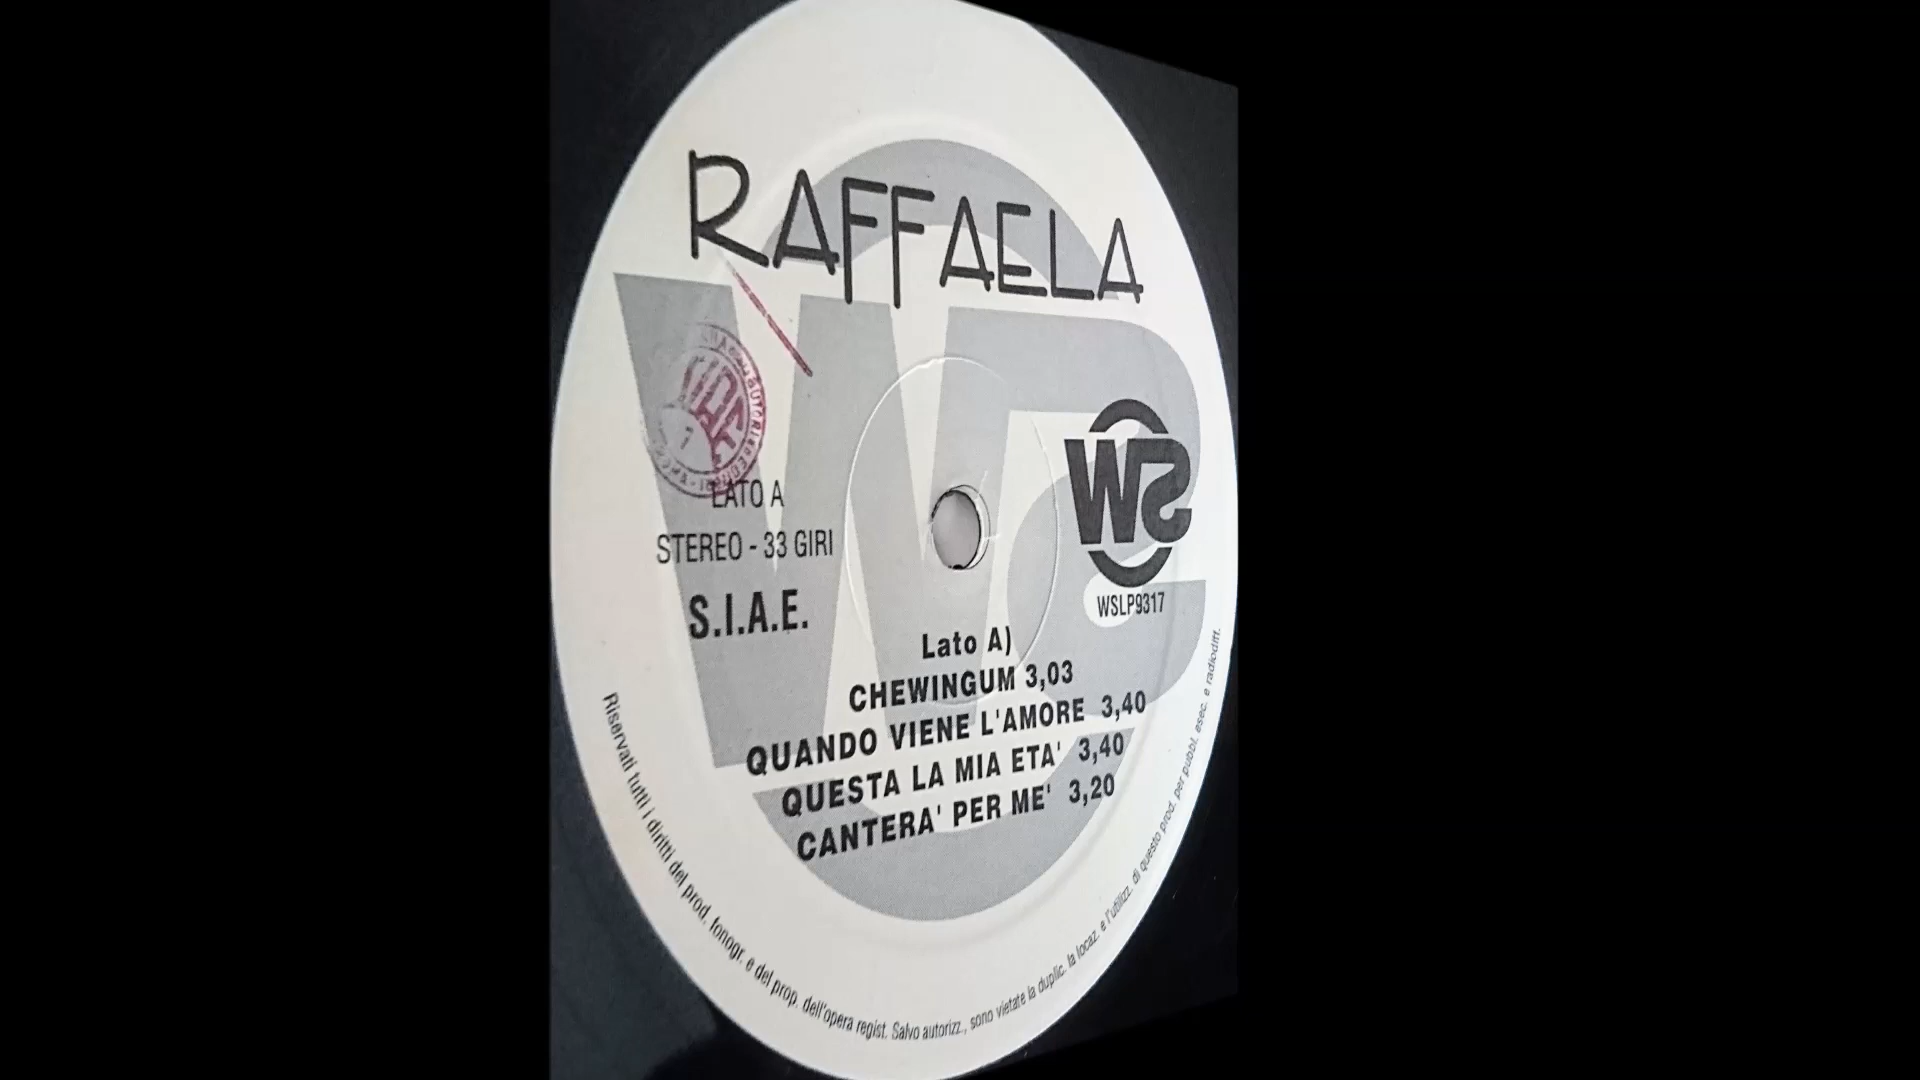 RAFFAELA
LATO A
STEREO - 33 GIRI
S.I.A.E.
WS
WSLP9317
Lato A)
CHEWINGUM 3,03
QUANDO VIENE L'AMORE 3,40
QUESTA LA MIA ETA' 3,40
CANTERA' PER ME' 3,20
Riservati tutti i diritti del prod. fonogr. e del prop. dell'opera regist. Salvo autorizz., sono vietate la duplic. la locaz. e l'utilizz. di questo prod. per pubbl. esec. e radiodiff.